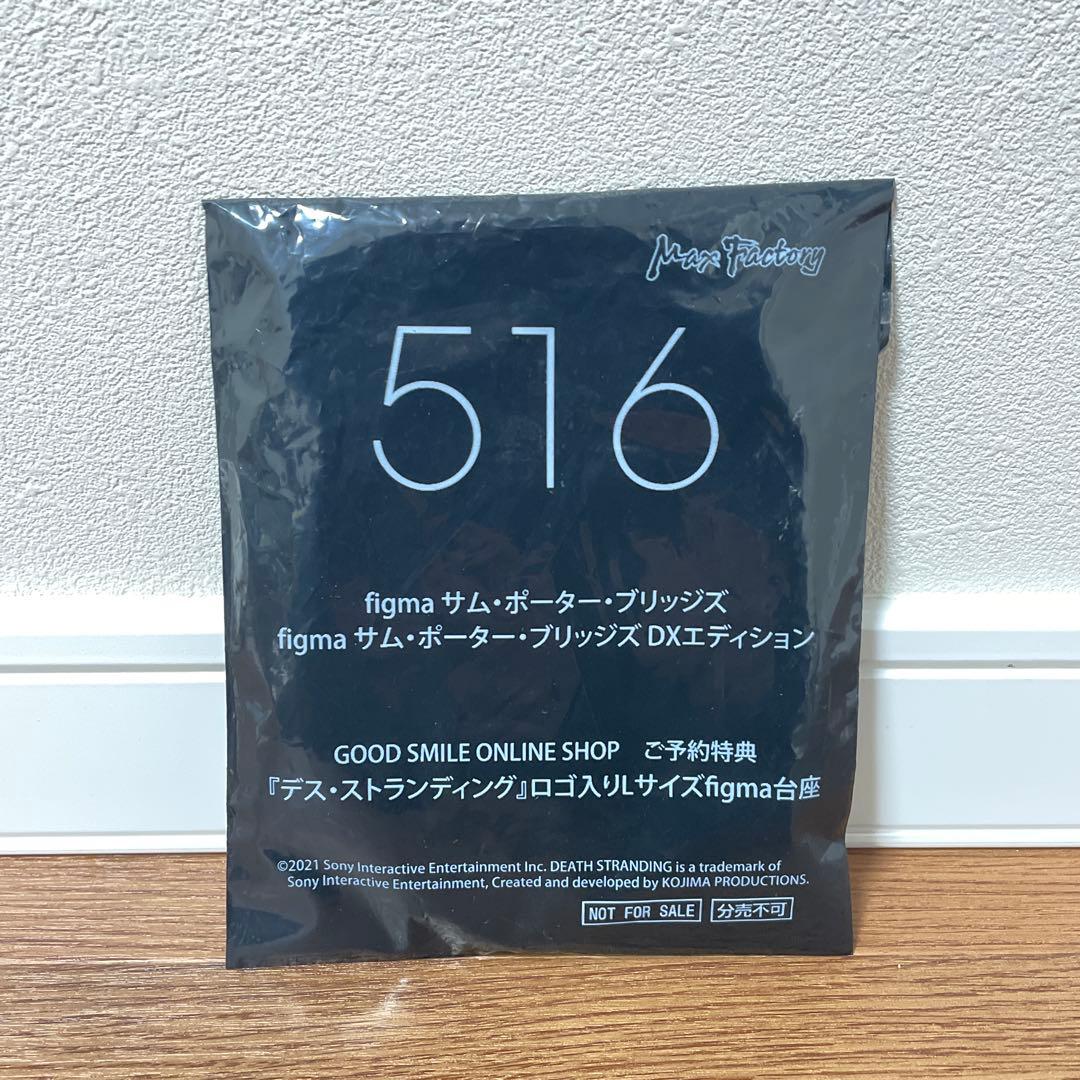 Max Factory
516
figma サム・ポーター・ブリッジズ
figma サム・ポーター・ブリッジズ DXエディション
GOOD SMILE ONLINE SHOP　ご予約特典
『デス・ストランディング』ロゴ入りLサイズfigma台座
©2021 Sony Interactive Entertainment Inc. DEATH STRANDING is a trademark of
Sony Interactive Entertainment, Created and developed by KOJIMA PRODUCTIONS.
NOT FOR SALE 分売不可